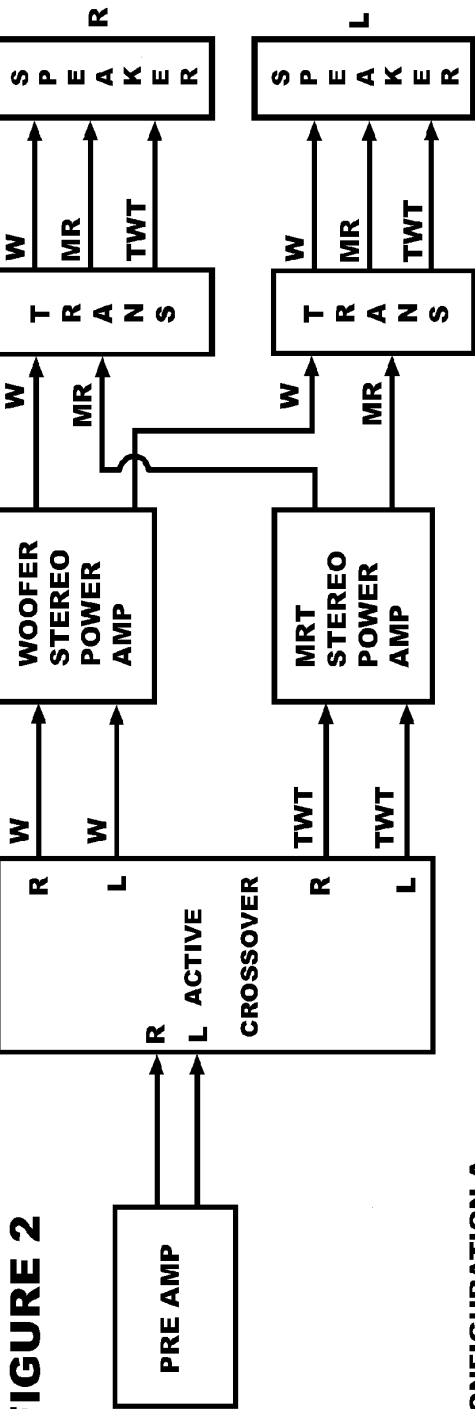 FIGURE 2
PRE AMP
R
L
ACTIVE
CROSSOVER
R
L
R
L
W
W
TWT
TWT
WOOFER
STEREO
POWER
AMP
MRT
STEREO
POWER
AMP
W
MR
W
MR
TRANS
TRANS
W
MR
TWT
W
MR
TWT
SPEAKER
R
SPEAKER
L
ONFIGURATION A